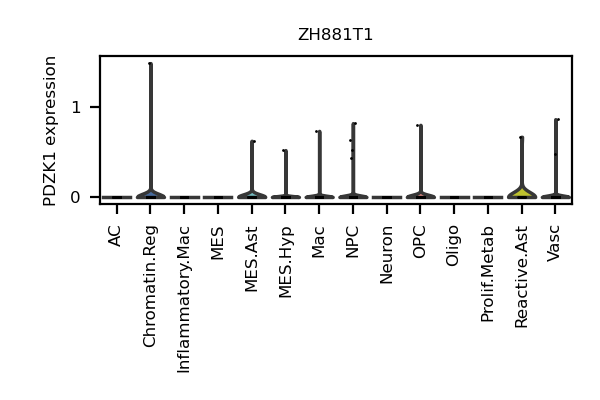 ZH881T1
PDZK1 expression
1
0
AC
Chromatin.Reg
Inflammatory.Mac
MES
MES.Ast
MES.Hyp
Mac
NPC
Neuron
OPC
Oligo
Prolif.Metab
Reactive.Ast
Vasc